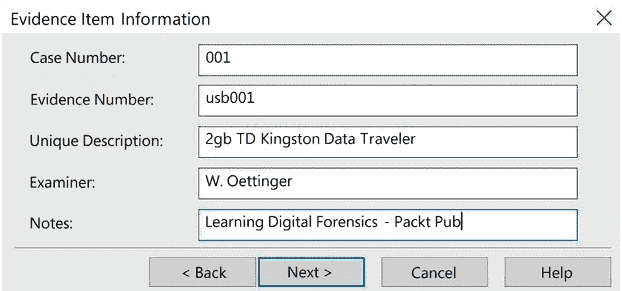 Evidence Item Information
Case Number: 001
Evidence Number: usb001
Unique Description: 2gb TD Kingston Data Traveler
Examiner: W. Oettinger
Notes: Learning Digital Forensics - Packt Pub
< Back Next > Cancel Help